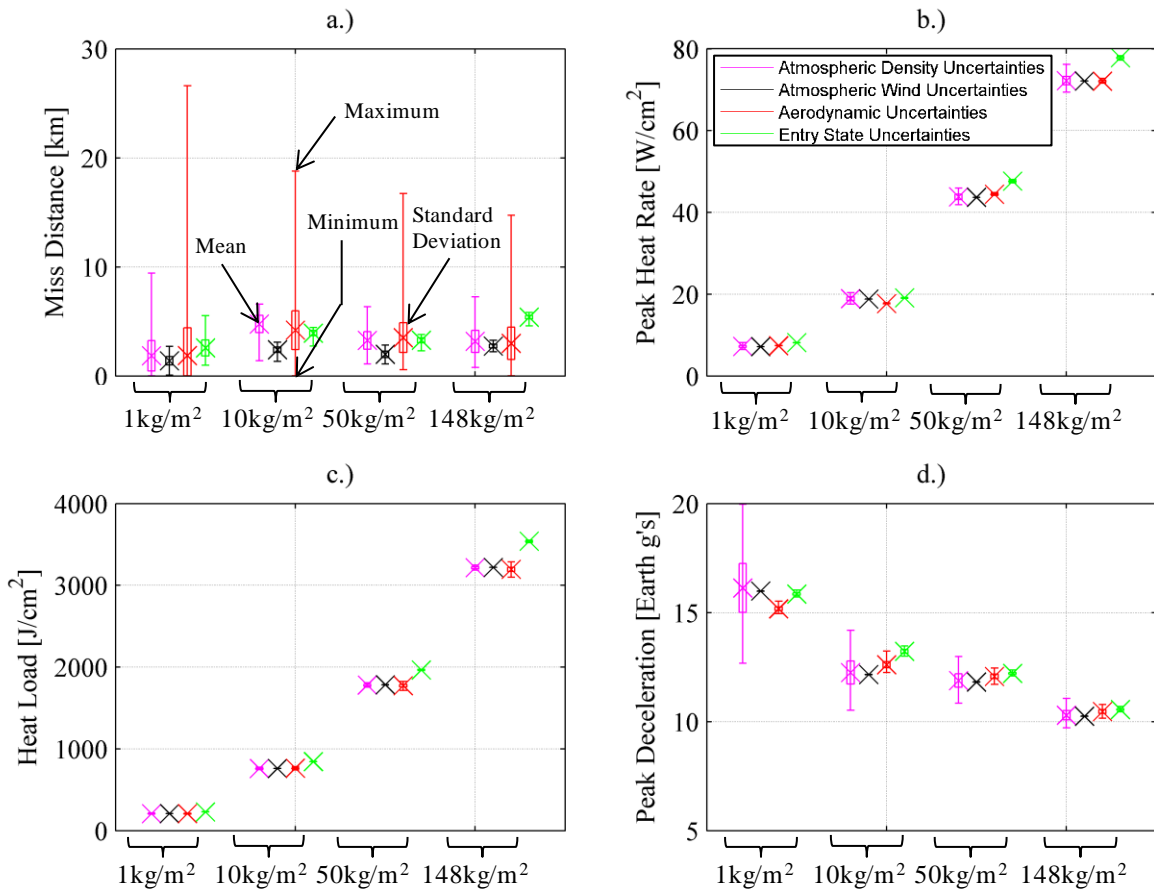 a.)
30
20
10
0
Miss Distance [km]
Maximum
Minimum
Mean
Standard
Deviation
1kg/m²
10kg/m²
50kg/m²
148kg/m²
b.)
80
60
40
20
0
Peak Heat Rate [W/cm²]
Atmospheric Density Uncertainties
Atmospheric Wind Uncertainties
Aerodynamic Uncertainties
Entry State Uncertainties
1kg/m²
10kg/m²
50kg/m²
148kg/m²
c.)
4000
3000
2000
1000
0
Heat Load [J/cm²]
1kg/m²
10kg/m²
50kg/m²
148kg/m²
d.)
20
15
10
5
Peak Deceleration [Earth g's]
1kg/m²
10kg/m²
50kg/m²
148kg/m²